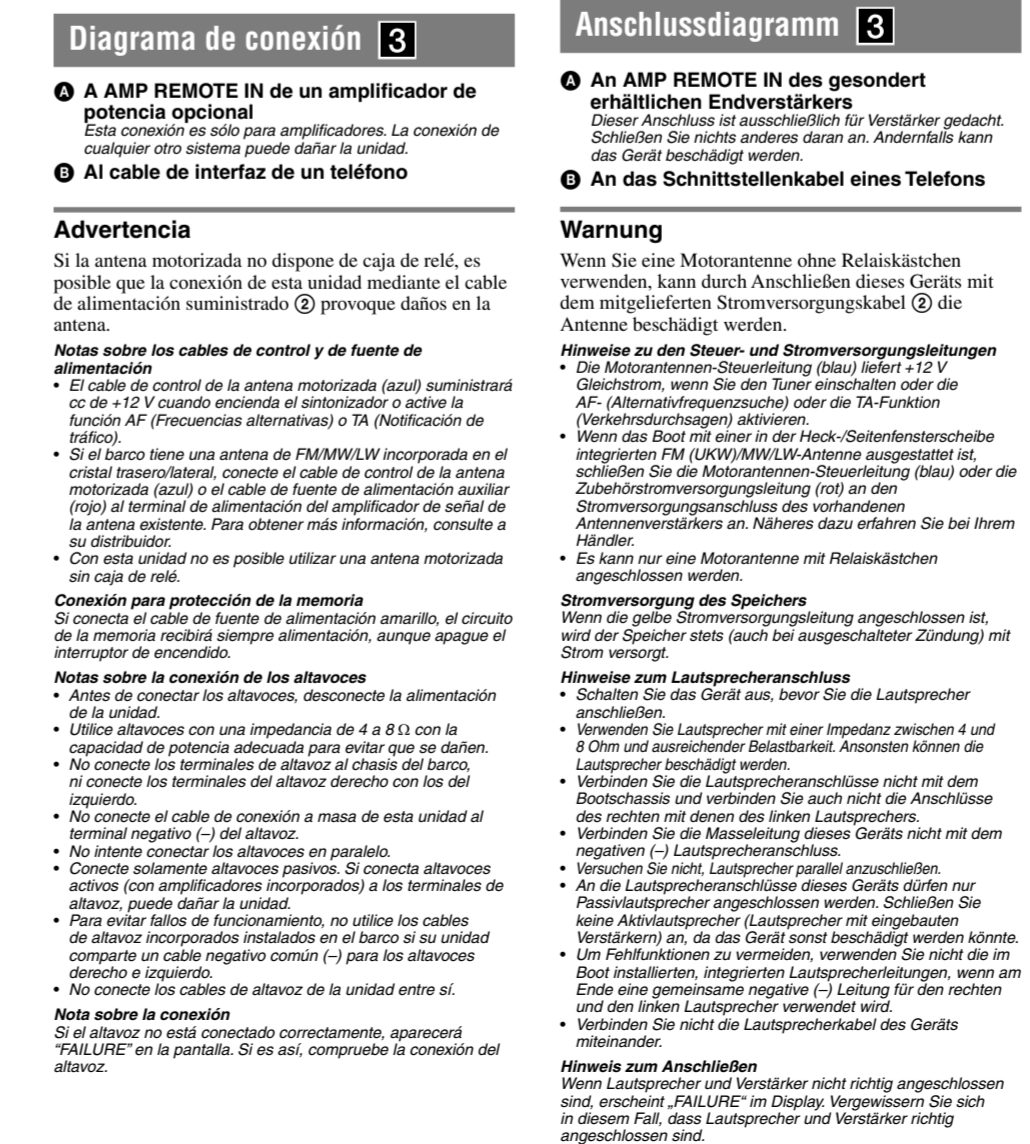 Diagrama de conexión 3
Ⓐ A AMP REMOTE IN de un amplificador de
potencia opcional
Esta conexión es sólo para amplificadores. La conexión de
cualquier otro sistema puede dañar la unidad.
Ⓑ Al cable de interfaz de un teléfono
Advertencia
Si la antena motorizada no dispone de caja de relé, es
posible que la conexión de esta unidad mediante el cable
de alimentación suministrado ② provoque daños en la
antena.
Notas sobre los cables de control y de fuente de
alimentación
• El cable de control de la antena motorizada (azul) suministrará
cc de +12 V cuando encienda el sintonizador o active la
función AF (Frecuencias alternativas) o TA (Notificación de
tráfico).
• Si el barco tiene una antena de FM/MW/LW incorporada en el
cristal trasero/lateral, conecte el cable de control de la antena
motorizada (azul) o el cable de fuente de alimentación auxiliar
(rojo) al terminal de alimentación del amplificador de señal de
la antena existente. Para obtener más información, consulte a
su distribuidor.
• Con esta unidad no es posible utilizar una antena motorizada
sin caja de relé.
Conexión para protección de la memoria
Si conecta el cable de fuente de alimentación amarillo, el circuito
de la memoria recibirá siempre alimentación, aunque apague el
interruptor de encendido.
Notas sobre la conexión de los altavoces
• Antes de conectar los altavoces, desconecte la alimentación
de la unidad.
• Utilice altavoces con una impedancia de 4 a 8 Ω con la
capacidad de potencia adecuada para evitar que se dañen.
• No conecte los terminales de altavoz al chasis del barco,
ni conecte los terminales del altavoz derecho con los del
izquierdo.
• No conecte el cable de conexión a masa de esta unidad al
terminal negativo (–) del altavoz.
• No intente conectar los altavoces en paralelo.
• Conecte solamente altavoces pasivos. Si conecta altavoces
activos (con amplificadores incorporados) a los terminales de
altavoz, puede dañar la unidad.
• Para evitar fallos de funcionamiento, no utilice los cables
de altavoz incorporados instalados en el barco si su unidad
comparte un cable negativo común (–) para los altavoces
derecho e izquierdo.
• No conecte los cables de altavoz de la unidad entre sí.
Nota sobre la conexión
Si el altavoz no está conectado correctamente, aparecerá
“FAILURE” en la pantalla. Si es así, compruebe la conexión del
altavoz.
Anschlussdiagramm 3
Ⓐ An AMP REMOTE IN des gesondert
erhältlichen Endverstärkers
Dieser Anschluss ist ausschließlich für Verstärker gedacht.
Schließen Sie nichts anderes daran an. Andernfalls kann
das Gerät beschädigt werden.
Ⓑ An das Schnittstellenkabel eines Telefons
Warnung
Wenn Sie eine Motorantenne ohne Relaiskästchen
verwenden, kann durch Anschließen dieses Geräts mit
dem mitgelieferten Stromversorgungskabel ② die
Antenne beschädigt werden.
Hinweise zu den Steuer- und Stromversorgungsleitungen
• Die Motorantennen-Steuerleitung (blau) liefert +12 V
Gleichstrom, wenn Sie den Tuner einschalten oder die
AF- (Alternativfrequenzsuche) oder die TA-Funktion
(Verkehrsdurchsagen) aktivieren.
• Wenn das Boot mit einer in der Heck-/Seitenfensterscheibe
integrierten FM (UKW)/MW/LW-Antenne ausgestattet ist,
schließen Sie die Motorantennen-Steuerleitung (blau) oder die
Zubehörstromversorgungsleitung (rot) an den
Stromversorgungsanschluss des vorhandenen
Antennenverstärkers an. Näheres dazu erfahren Sie bei Ihrem
Händler.
• Es kann nur eine Motorantenne mit Relaiskästchen
angeschlossen werden.
Stromversorgung des Speichers
Wenn die gelbe Stromversorgungsleitung angeschlossen ist,
wird der Speicher stets (auch bei ausgeschalteter Zündung) mit
Strom versorgt.
Hinweise zum Lautsprecheranschluss
• Schalten Sie das Gerät aus, bevor Sie die Lautsprecher
anschließen.
• Verwenden Sie Lautsprecher mit einer Impedanz zwischen 4 und
8 Ohm und ausreichender Belastbarkeit. Ansonsten können die
Lautsprecher beschädigt werden.
• Verbinden Sie die Lautsprecheranschlüsse nicht mit dem
Bootschassis und verbinden Sie auch nicht die Anschlüsse
des rechten mit denen des linken Lautsprechers.
• Verbinden Sie die Masseleitung dieses Geräts nicht mit dem
negativen (–) Lautsprecheranschluss.
• Versuchen Sie nicht, Lautsprecher parallel anzuschließen.
• An die Lautsprecheranschlüsse dieses Geräts dürfen nur
Passivlautsprecher angeschlossen werden. Schließen Sie
keine Aktivlautsprecher (Lautsprecher mit eingebauten
Verstärkern) an, da das Gerät sonst beschädigt werden könnte.
• Um Fehlfunktionen zu vermeiden, verwenden Sie nicht die im
Boot installierten, integrierten Lautsprecherleitungen, wenn am
Ende eine gemeinsame negative (–) Leitung für den rechten
und den linken Lautsprecher verwendet wird.
• Verbinden Sie nicht die Lautsprecherkabel des Geräts
miteinander.
Hinweis zum Anschließen
Wenn Lautsprecher und Verstärker nicht richtig angeschlossen
sind, erscheint „FAILURE“ im Display. Vergewissern Sie sich
in diesem Fall, dass Lautsprecher und Verstärker richtig
angeschlossen sind.